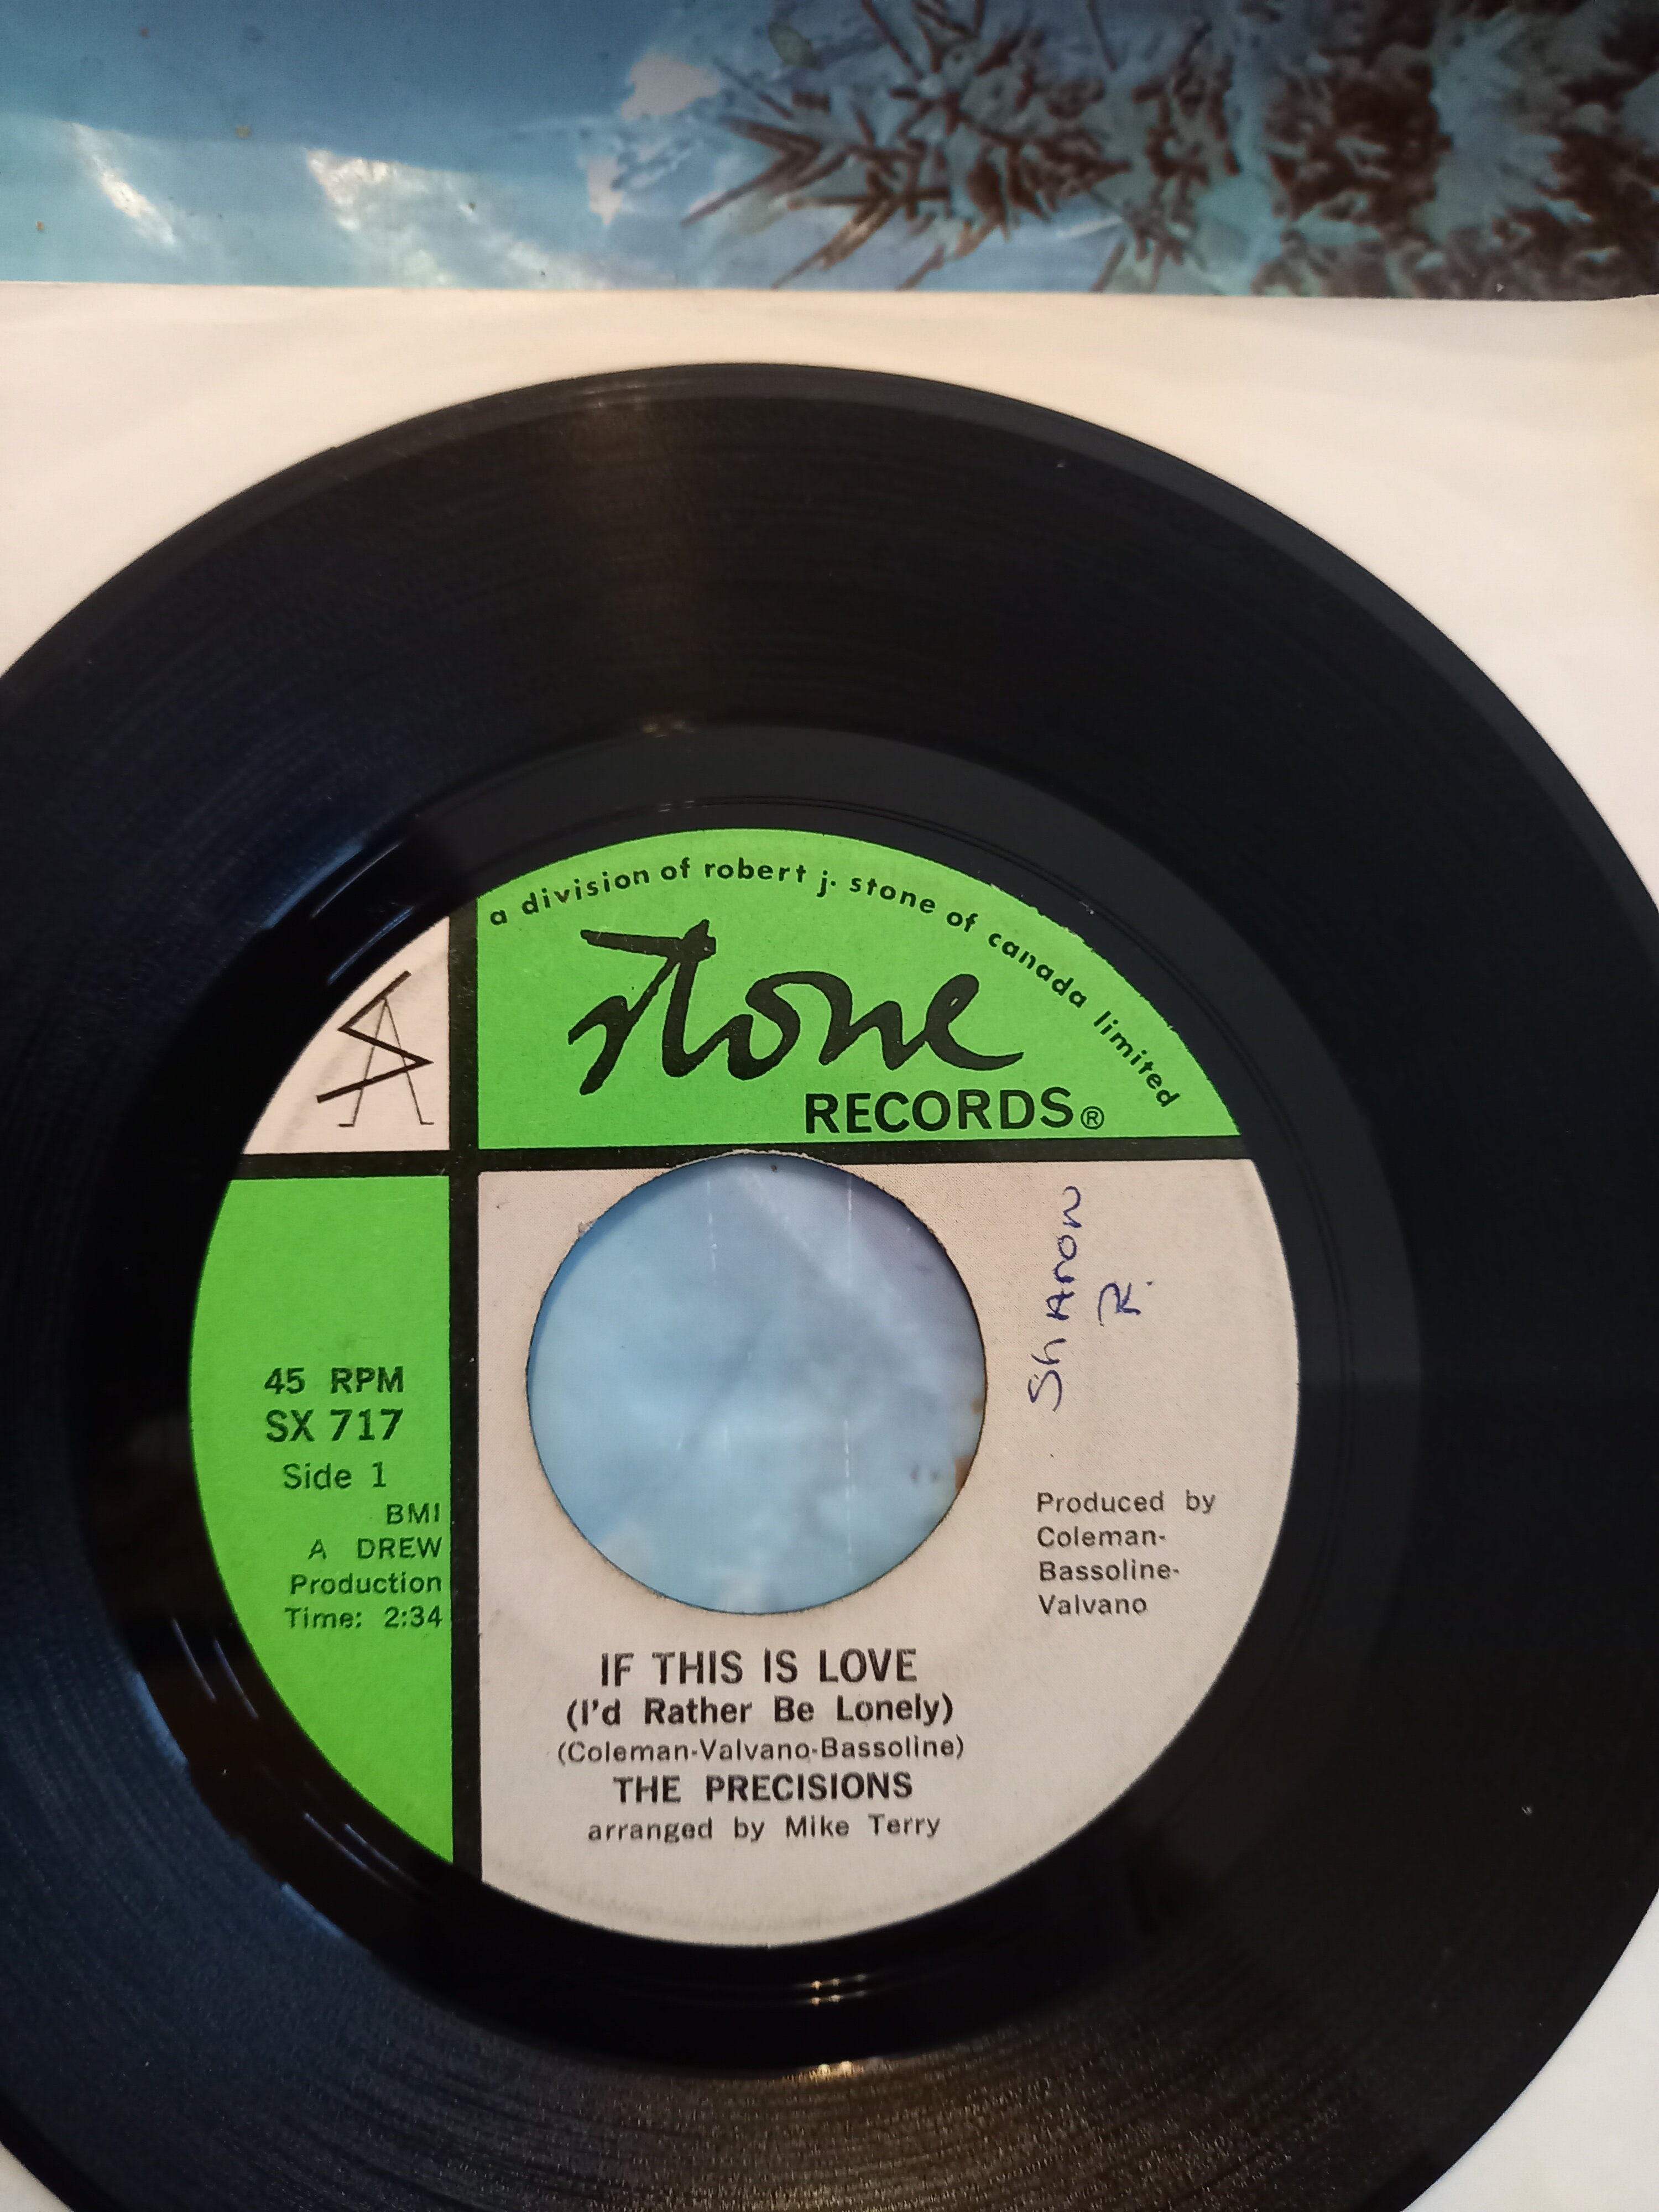 a division of robert j. stone of canada limited
SA
stone
RECORDS®
Sharon
R.
45 RPM
SX 717
Side 1
BMI
A DREW
Production
Time: 2:34
Produced by
Coleman-
Bassoline-
Valvano
IF THIS IS LOVE
(I'd Rather Be Lonely)
(Coleman-Valvano-Bassoline)
THE PRECISIONS
arranged by Mike Terry